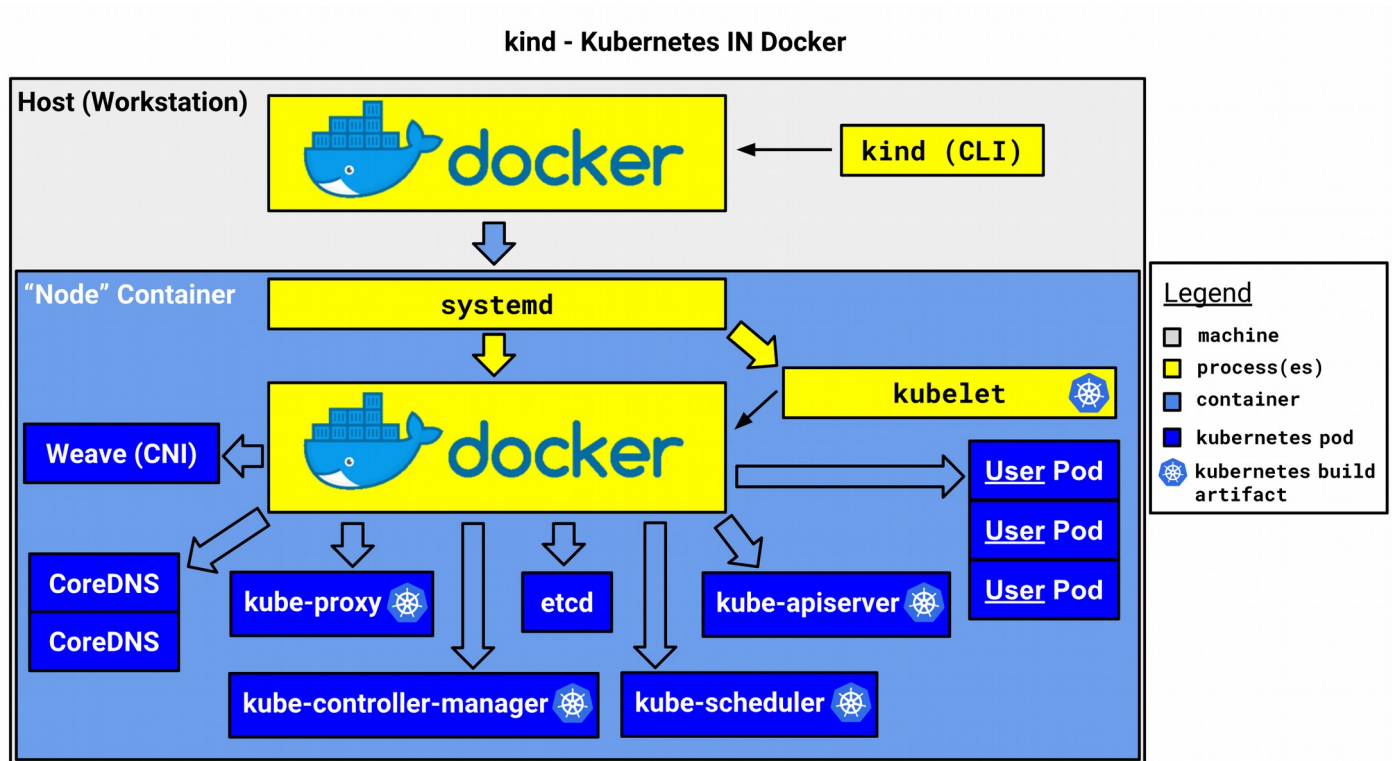 kind - Kubernetes IN Docker
Host (Workstation)
docker
kind (CLI)
“Node” Container
systemd
kubelet
docker
Weave (CNI)
User Pod
User Pod
User Pod
CoreDNS
CoreDNS
kube-proxy
etcd
kube-apiserver
kube-controller-manager
kube-scheduler
Legend
machine
process(es)
container
kubernetes pod
kubernetes build
artifact